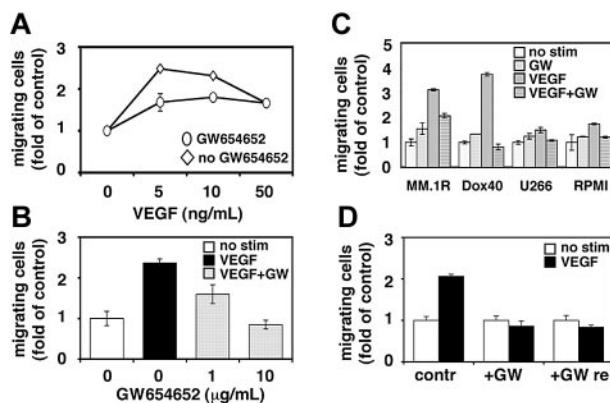 A
migrating cells
(fold of control)
3
2
1
0
GW654652
no GW654652
0 5 10 50
VEGF (ng/mL)
B
migrating cells
(fold of control)
3
2
1
0
no stim
VEGF
VEGF+GW
0 0 1 10
GW654652 (μg/mL)
C
migrating cells
(fold of control)
5
4
3
2
1
0
no stim
GW
VEGF
VEGF+GW
MM.1R Dox40 U266 RPMI
D
migrating cells
(fold of control)
3
2
1
0
no stim
VEGF
contr +GW +GW re